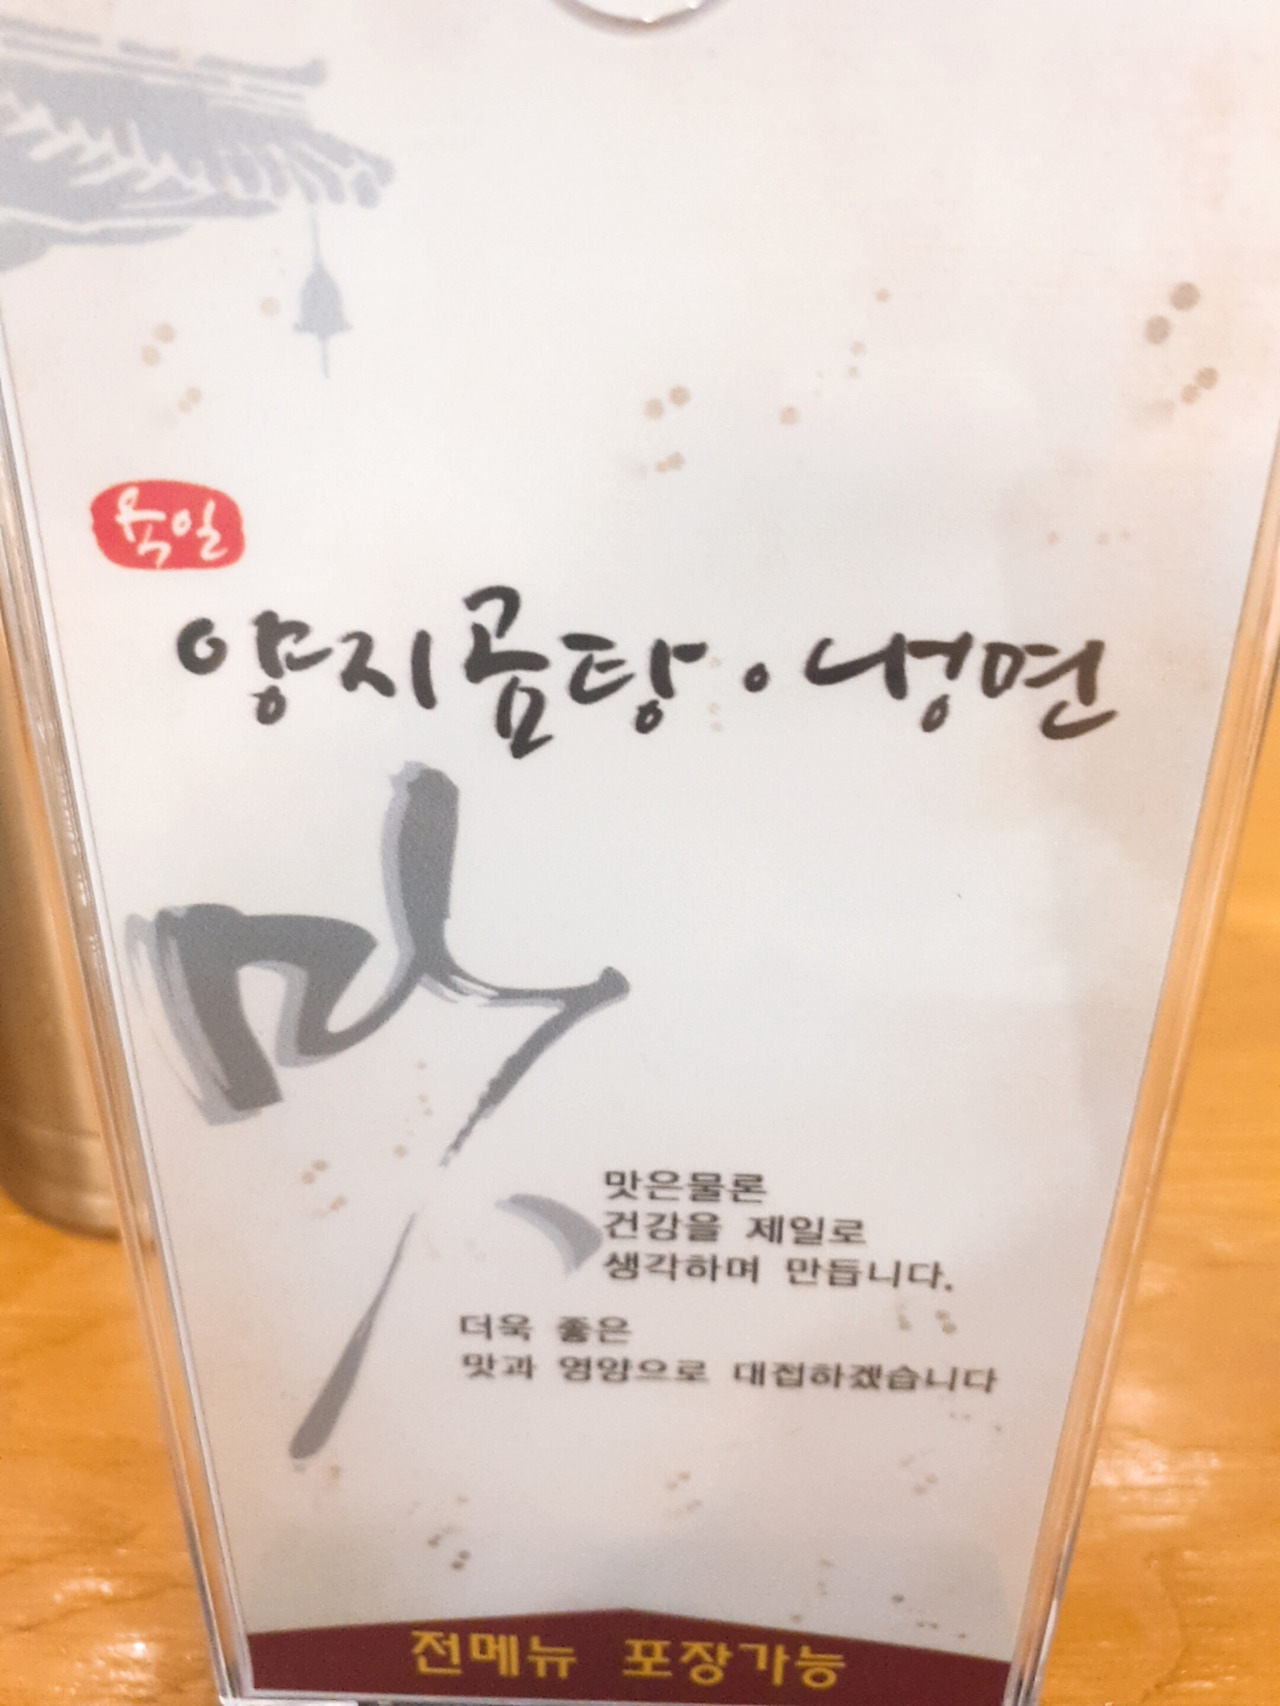 육일
양지곰탕·냉면
맛
맛은물론
건강을 제일로
생각하며 만듭니다.
더욱 좋은
맛과 영양으로 대접하겠습니다
전메뉴 포장가능